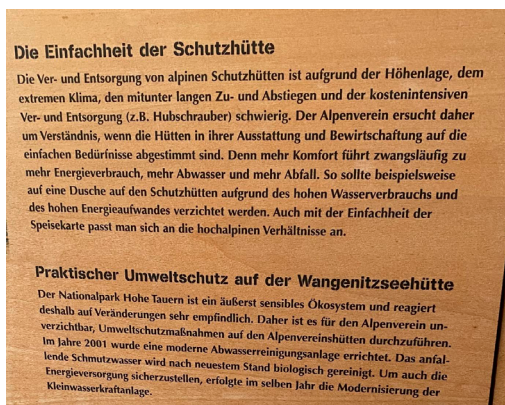 Die Einfachheit der Schutzhütte
Die Ver- und Entsorgung von alpinen Schutzhütten ist aufgrund der Höhenlage, dem
extremen Klima, den mitunter langen Zu- und Abstiegen und der kostenintensiven
Ver- und Entsorgung (z.B. Hubschrauber) schwierig. Der Alpenverein ersucht daher
um Verständnis, wenn die Hütten in ihrer Ausstattung und Bewirtschaftung auf die
einfachen Bedürfnisse abgestimmt sind. Denn mehr Komfort führt zwangsläufig zu
mehr Energieverbrauch, mehr Abwasser und mehr Abfall. So sollte beispielsweise
auf eine Dusche auf den Schutzhütten aufgrund des hohen Wasserverbrauchs und
des hohen Energieaufwandes verzichtet werden. Auch mit der Einfachheit der
Speisekarte passt man sich an die hochalpinen Verhältnisse an.
Praktischer Umweltschutz auf der Wangenitzseehütte
Der Nationalpark Hohe Tauern ist ein äußerst sensibles Ökosystem und reagiert
deshalb auf Veränderungen sehr empfindlich. Daher ist es für den Alpenverein un-
verzichtbar, Umweltschutzmaßnahmen auf den Alpenvereinshütten durchzuführen.
Im Jahre 2001 wurde eine moderne Abwasserreinigungsanlage errichtet. Das anfal-
lende Schmutzwasser wird nach neuestem Stand biologisch gereinigt. Um auch die
Energieversorgung sicherzustellen, erfolgte im selben Jahr die Modernisierung der
Kleinwasserkraftanlage.